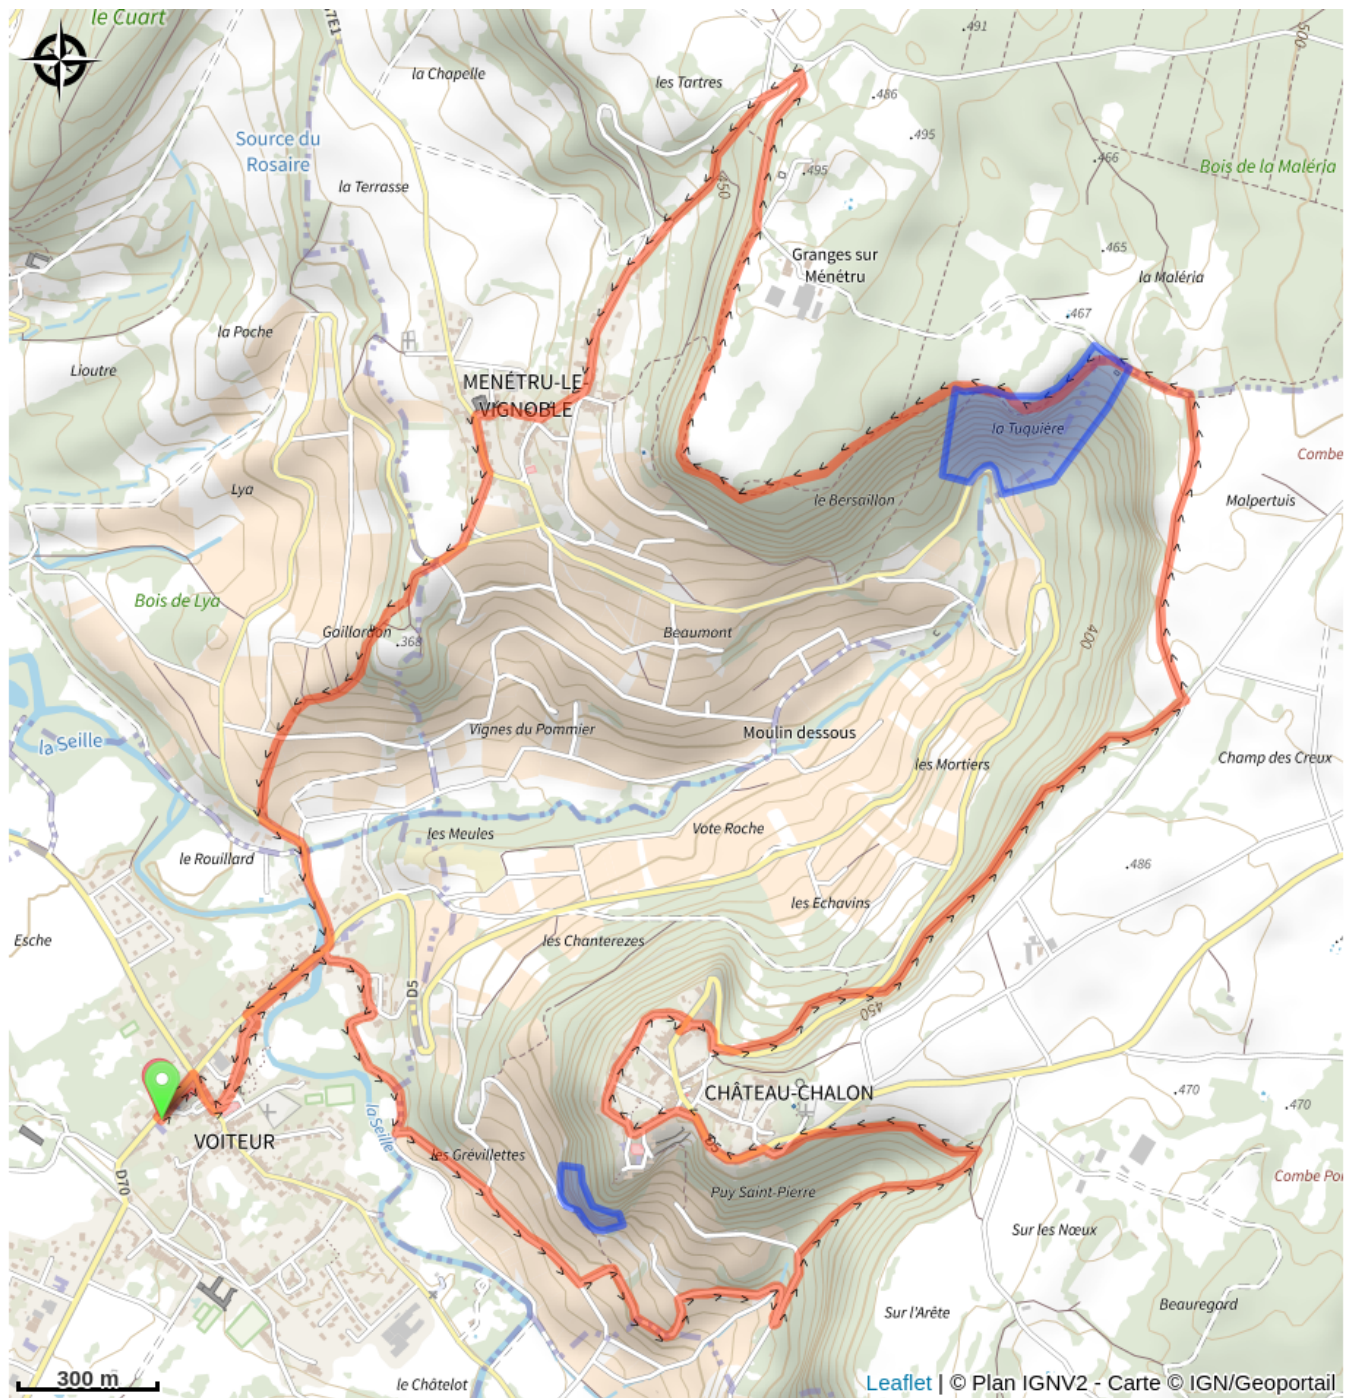 le Cuart
7E1
la Chapelle
les Tartres
491
500
486
495
Source du
Rosaire
466
Bois de la Maléria
la Terrasse
450
495
465
Granges sur
Ménétru
la Maléria
467
la Poche
Lioutre
MENÉTRU-LE-
VIGNOBLE
la Tuquière
Combe
Lya
le Bersaillon
Malpertuis
Bois de Lya
Gaillardon
368
Beaumont
400
la Seille
Vignes du Pommier
Moulin dessous
les Mortiers
Champ des Creux
les Meules
Vote Roche
le Rouillard
486
les Echavins
Esche
les Chanterezes
D5
450
CHÂTEAU-CHALON
470
470
la Seille
VOITEUR
les Grévillettes
D70
Puy Saint-Pierre
Combe Poi
Sur les Nœux
Sur l'Arête
Beauregard
300 m
le Châtelot
Leaflet | © Plan IGNV2 - Carte © IGN/Geoportail